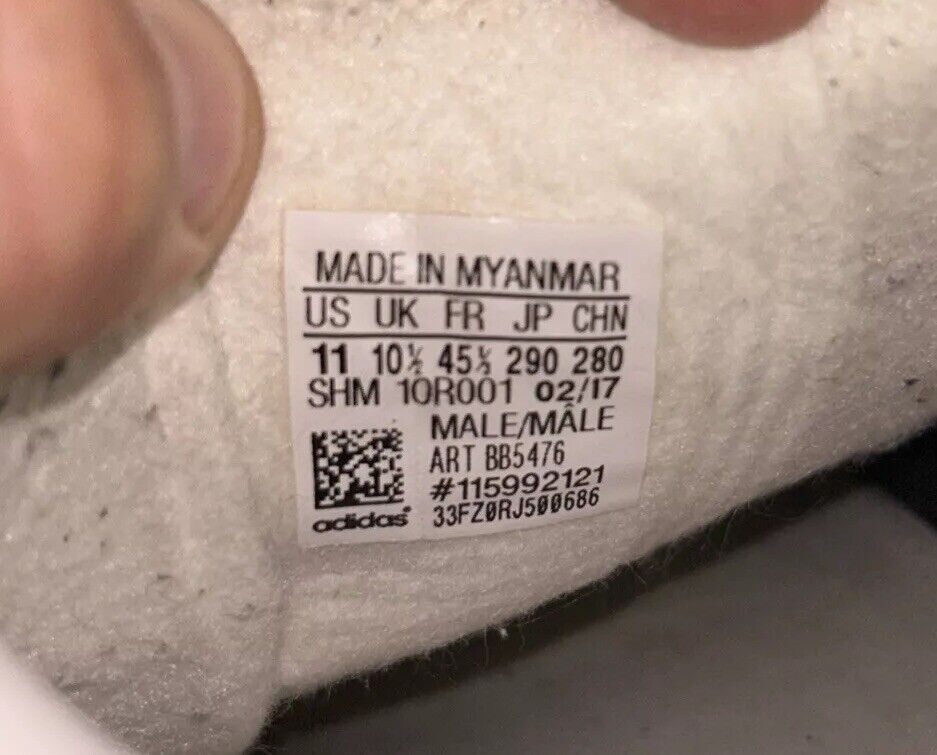 MADE IN MYANMAR
US UK FR JP CHN
11 10½ 45⅓ 290 280
SHM 10R001 02/17
MALE/MÂLE
ART BB5476
#115992121
33FZ0RJ500686
adidas®